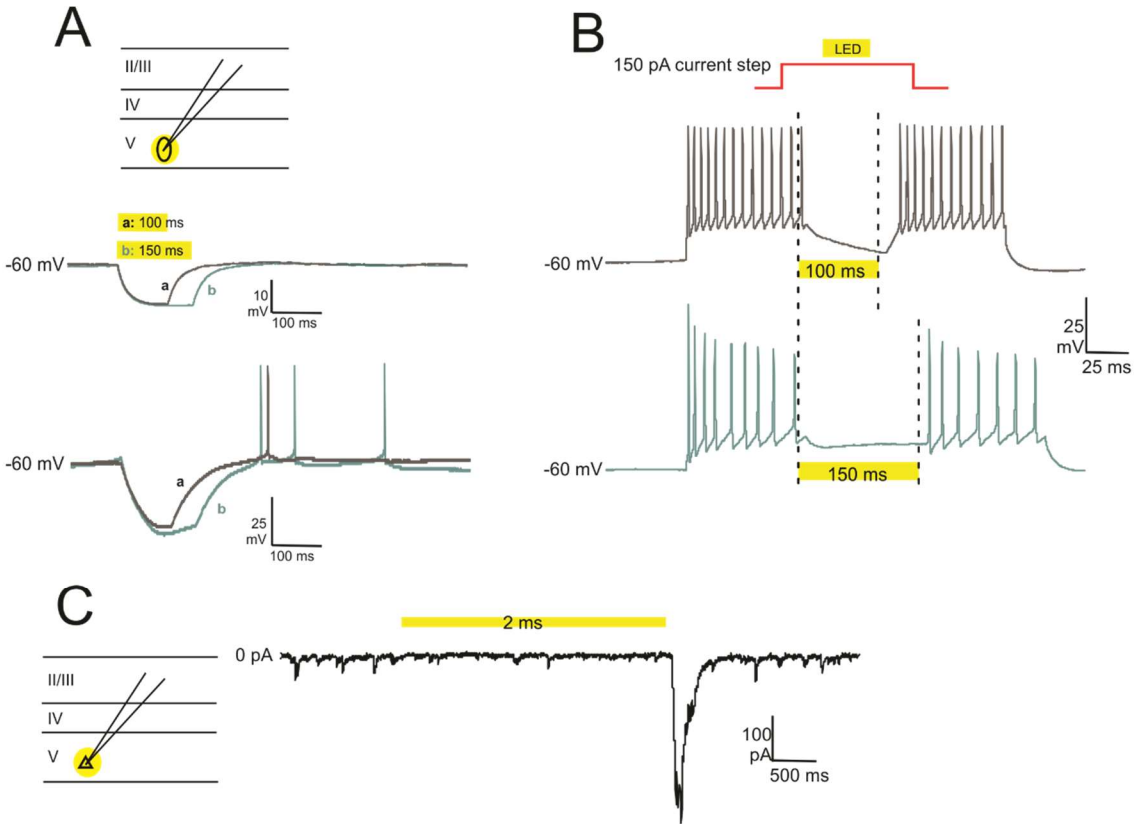 A
II/III
IV
V
a: 100 ms
b: 150 ms
-60 mV
a
b
10
mV
100 ms
-60 mV
a
b
25
mV
100 ms
B
LED
150 pA current step
-60 mV
100 ms
25
mV
25 ms
-60 mV
150 ms
C
II/III
IV
V
2 ms
0 pA
100
pA
500 ms